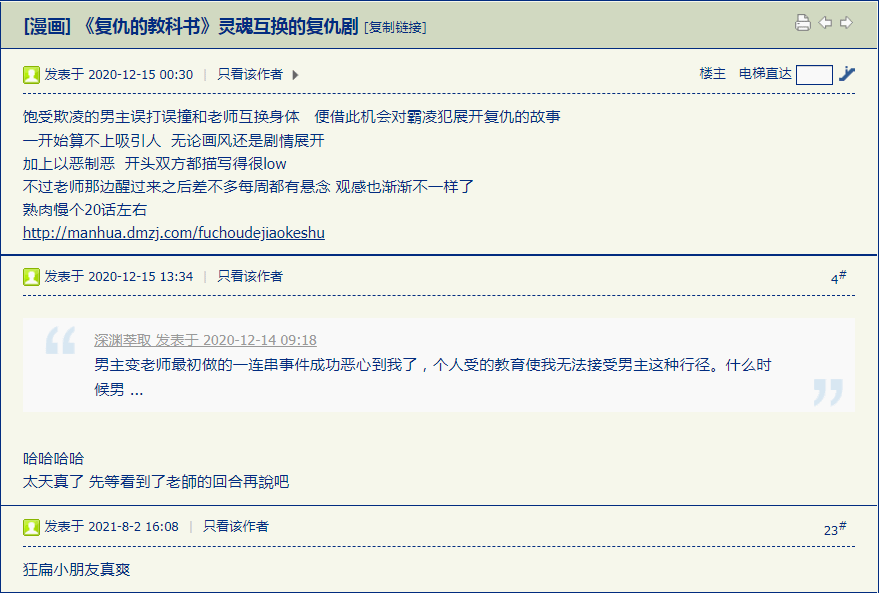 [漫画] 《复仇的教科书》灵魂互换的复仇剧 [复制链接]
发表于 2020-12-15 00:30 | 只看该作者
楼主 电梯直达
饱受欺凌的男主误打误撞和老师互换身体 便借此机会对霸凌犯展开复仇的故事
一开始算不上吸引人 无论画风还是剧情展开
加上以恶制恶 开头双方都描写得很low
不过老师那边醒过来之后差不多每周都有悬念 观感也渐渐不一样了
熟肉慢个20话左右
http://manhua.dmzj.com/fuchoudejiaokeshu
发表于 2020-12-15 13:34 | 只看该作者
4#
深渊萃取 发表于 2020-12-14 09:18
男主变老师最初做的一连串事件成功恶心到我了，个人受的教育使我无法接受男主这种行径。什么时
候男 ...
哈哈哈哈
太天真了 先等看到了老師的回合再說吧
发表于 2021-8-2 16:08 | 只看该作者
23#
狂扁小朋友真爽